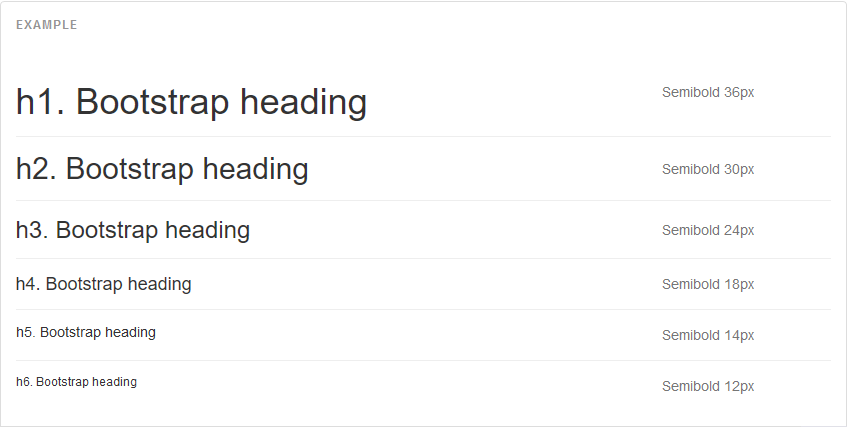 EXAMPLE
h1. Bootstrap heading Semibold 36px
h2. Bootstrap heading Semibold 30px
h3. Bootstrap heading Semibold 24px
h4. Bootstrap heading Semibold 18px
h5. Bootstrap heading Semibold 14px
h6. Bootstrap heading Semibold 12px